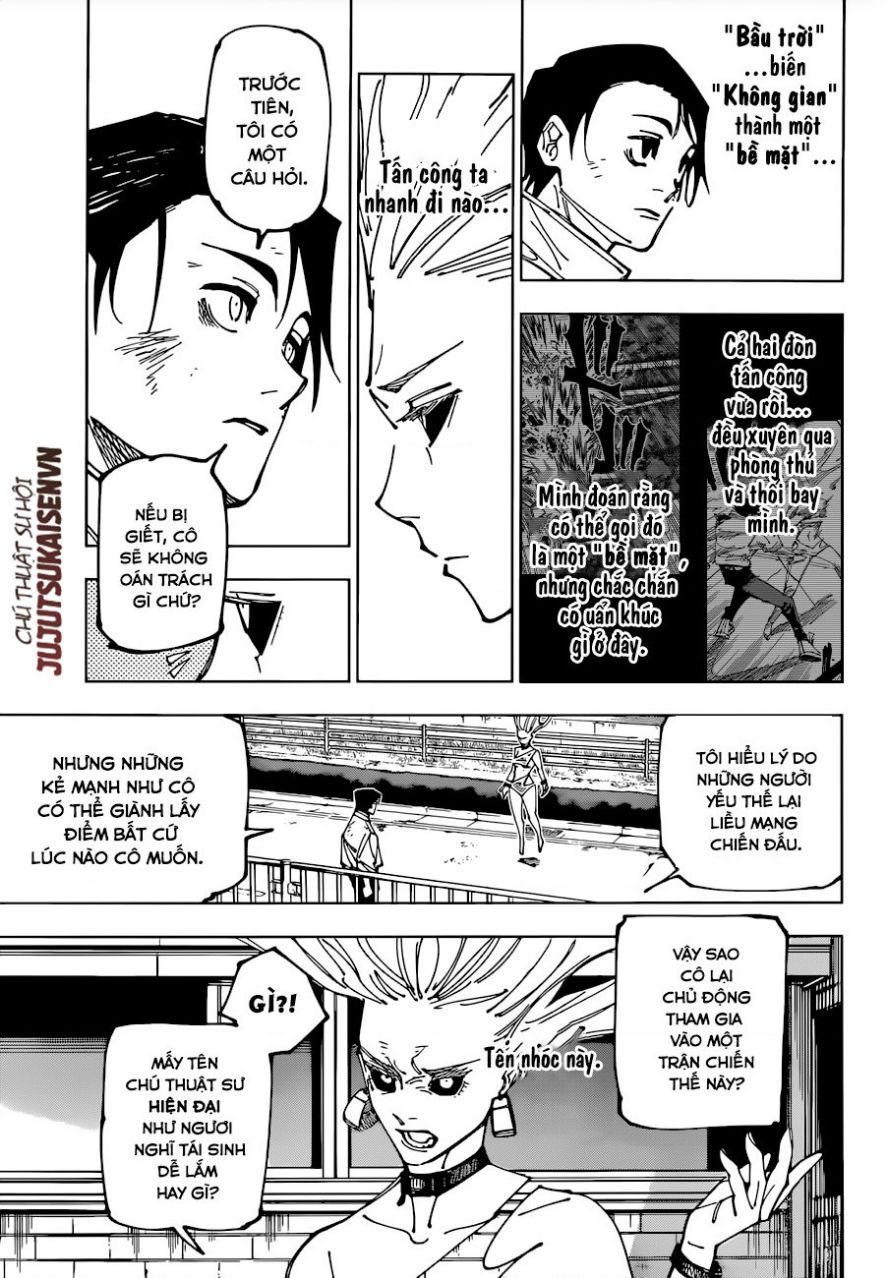 "Bầu trời"
...biến
"Không gian"
thành một
"bề mặt"...
Cả hai đòn
tấn công
vừa rồi...
đều xuyên qua
phòng thủ
và thổi bay
mình.
Mình đoán rằng
có thể gọi đó
là một "bề mặt",
nhưng chắc chắn
có uẩn khúc
gì ở đây.
Tấn công ta
nhanh đi nào...
TRƯỚC
TIÊN,
TÔI CÓ
MỘT
CÂU HỎI.
NẾU BỊ
GIẾT, CÔ
SẼ KHÔNG
OÁN TRÁCH
GÌ CHỨ?
CHÚ THUẬT SƯ HỘI
JUJUTSUKAISENVN
TÔI HIỂU LÝ DO
NHỮNG NGƯỜI
YẾU THẾ LẠI
LIỀU MẠNG
CHIẾN ĐẤU.
NHƯNG NHỮNG
KẺ MẠNH NHƯ CÔ
CÓ THỂ GIÀNH LẤY
ĐIỂM BẤT CỨ
LÚC NÀO CÔ MUỐN.
VẬY SAO
CÔ LẠI
CHỦ ĐỘNG
THAM GIA
VÀO MỘT
TRẬN CHIẾN
THẾ NÀY?
Tên nhóc này.
GÌ?!
MẤY TÊN
CHÚ THUẬT SƯ
HIỆN ĐẠI
NHƯ NGƯƠI
NGHĨ TÁI SINH
DỄ LẮM
HAY GÌ?